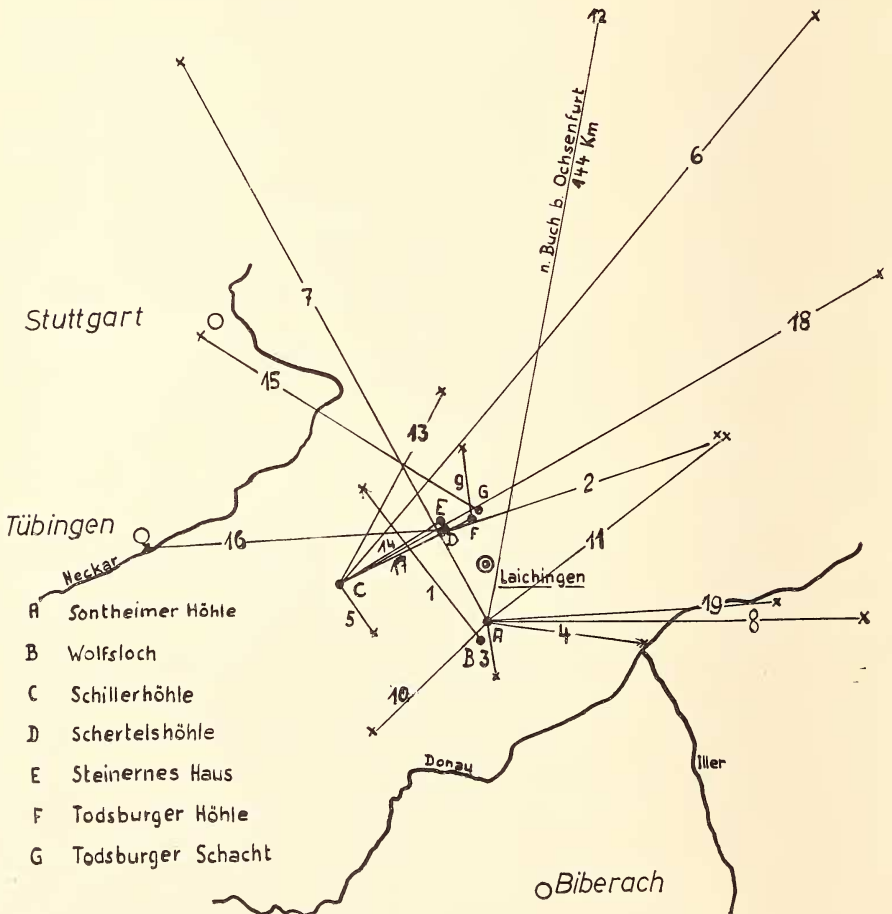 12
6
n. Buch b. Ochsenfurt
144 Km
7
18
Stuttgart
15
13
2
9
G
E
F
D
11
Tübingen
16
14
17
Neckar
C
Laichingen
1
5
19
8
A
4
B 3
10
A Sontheimer Höhle
B Wolfsloch
C Schillerhöhle
D Schertelshöhle
E Steinernes Haus
F Todsburger Höhle
G Todsburger Schacht
Donau
Iller
Biberach